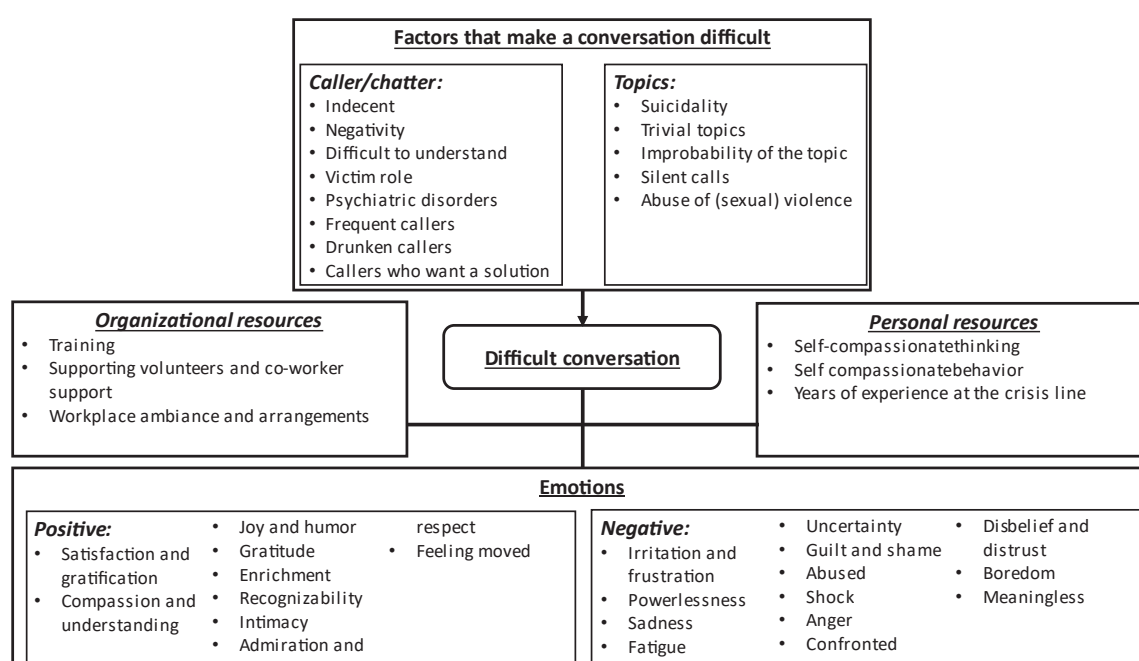 Factors that make a conversation difficult
Caller/chatter:
• Indecent
• Negativity
• Difficult to understand
• Victim role
• Psychiatric disorders
• Frequent callers
• Drunken callers
• Callers who want a solution
Topics:
• Suicidality
• Trivial topics
• Improbability of the topic
• Silent calls
• Abuse of (sexual) violence
Organizational resources
• Training
• Supporting volunteers and co-worker
support
• Workplace ambiance and arrangements
Difficult conversation
Personal resources
• Self-compassionatethinking
• Self compassionatebehavior
• Years of experience at the crisis line
Emotions
Positive:
• Satisfaction and
gratification
• Compassion and
understanding
• Joy and humor
• Gratitude
• Enrichment
• Recognizability
• Intimacy
• Admiration and
respect
• Feeling moved
Negative:
• Irritation and
frustration
• Powerlessness
• Sadness
• Fatigue
• Uncertainty
• Guilt and shame
• Abused
• Shock
• Anger
• Confronted
• Disbelief and
distrust
• Boredom
• Meaningless